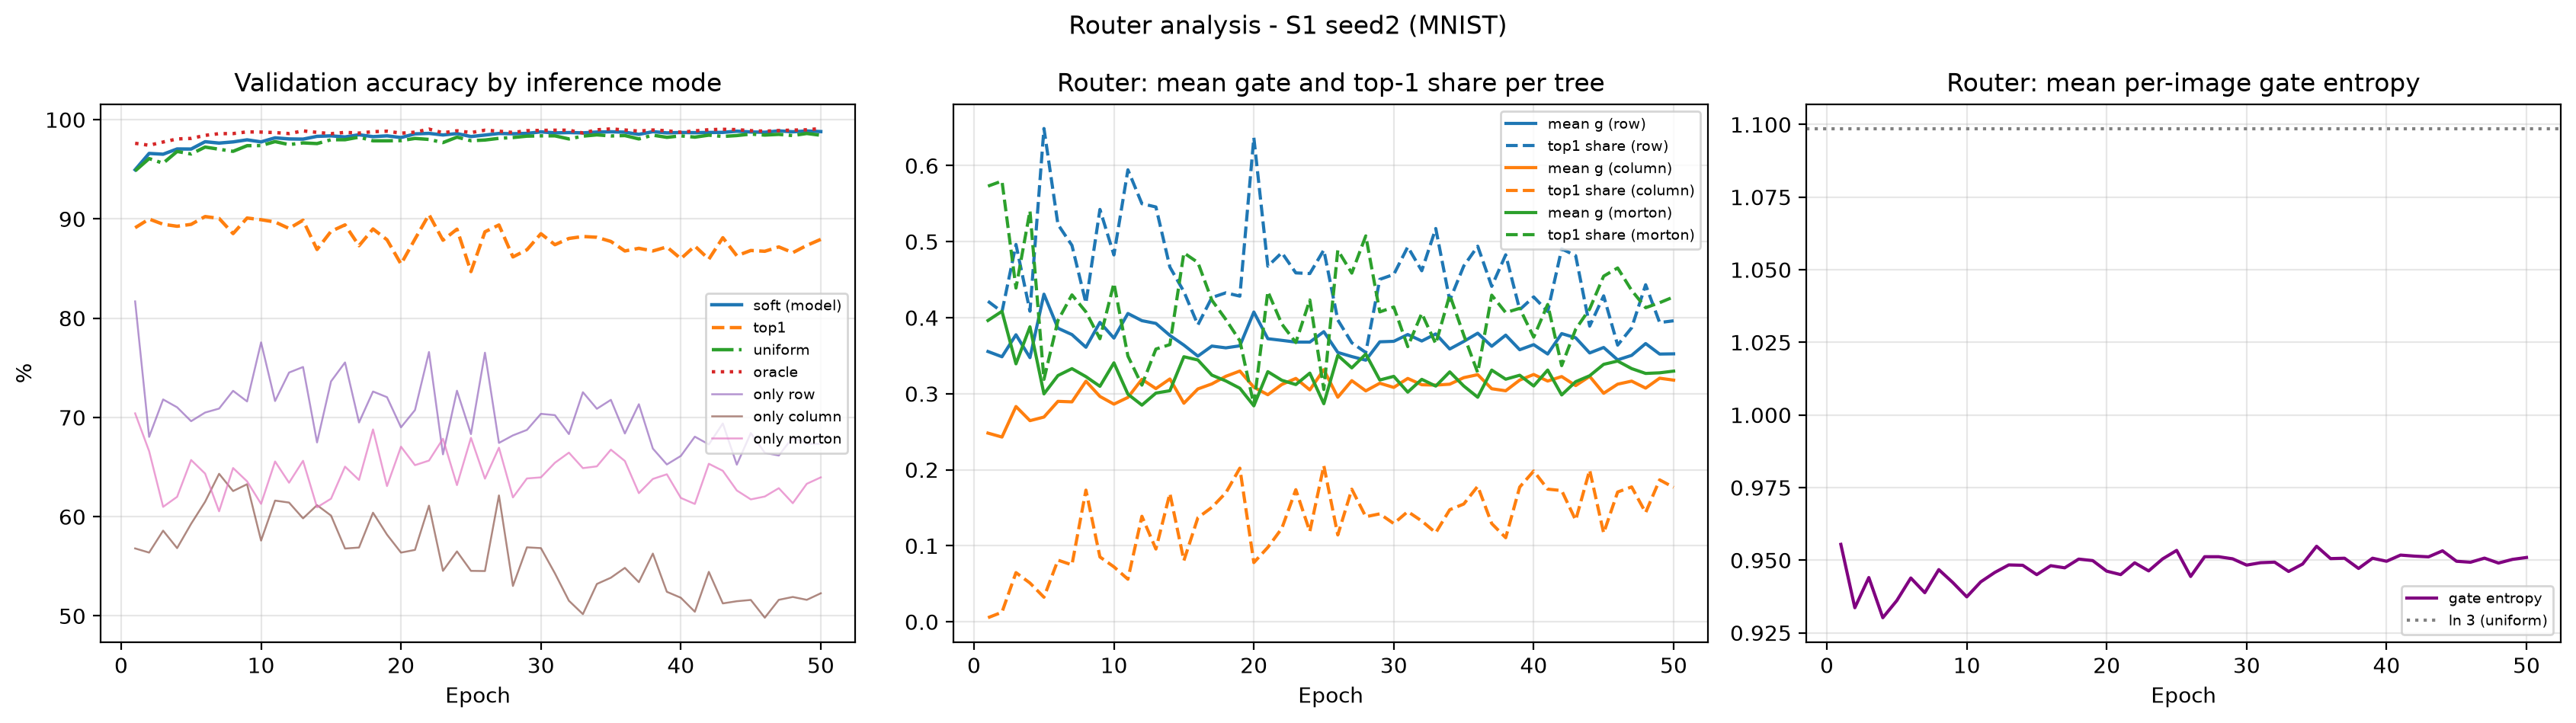 Router analysis - S1 seed2 (MNIST)
Validation accuracy by inference mode
100
90
80
70
60
50
%
0 10 20 30 40 50
Epoch
soft (model)
top1
uniform
oracle
only row
only column
only morton
Router: mean gate and top-1 share per tree
0.6
0.5
0.4
0.3
0.2
0.1
0.0
0 10 20 30 40 50
Epoch
mean g (row)
top1 share (row)
mean g (column)
top1 share (column)
mean g (morton)
top1 share (morton)
Router: mean per-image gate entropy
1.100
1.075
1.050
1.025
1.000
0.975
0.950
0.925
0 10 20 30 40 50
Epoch
gate entropy
ln 3 (uniform)